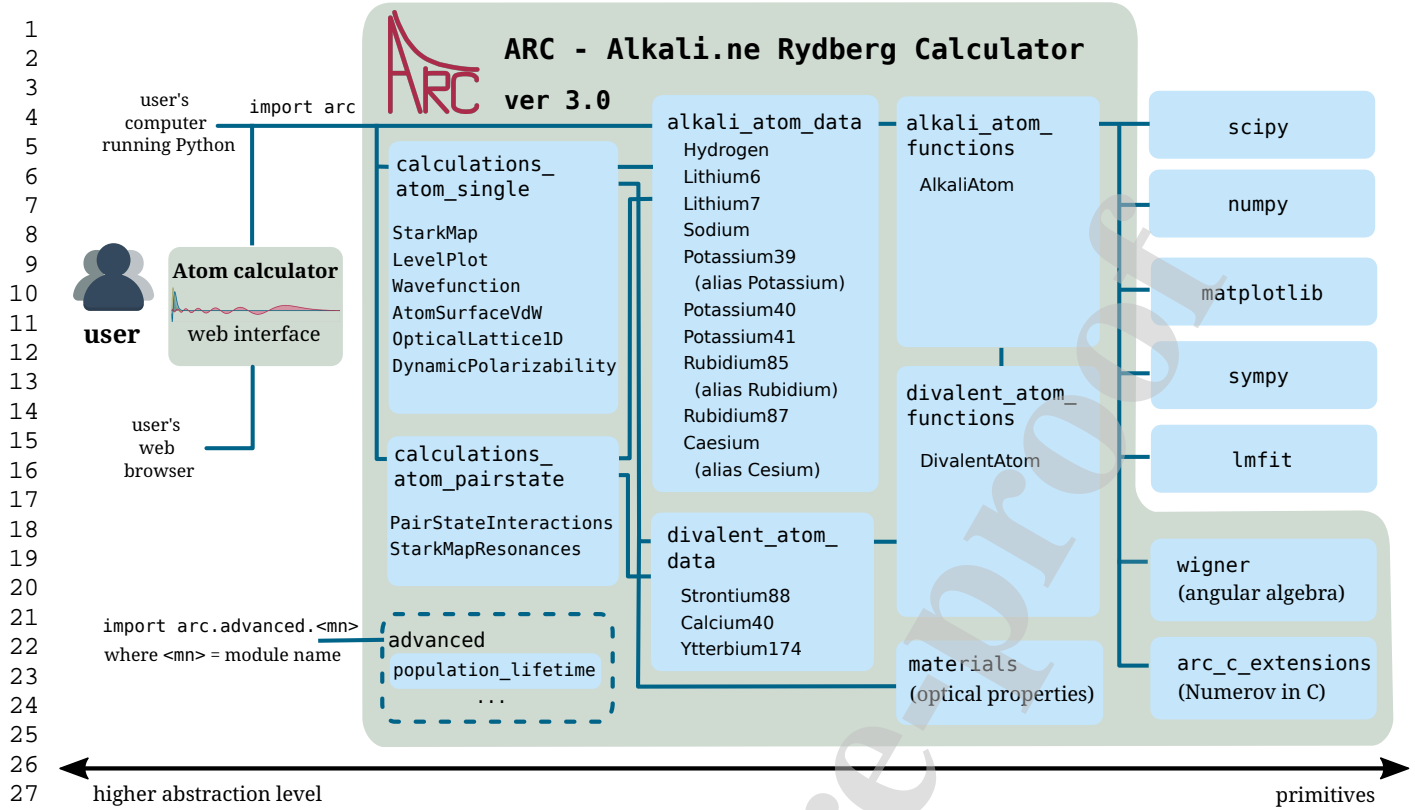 1
2
3
4
5
6
7
8
9
10
11
12
13
14
15
16
17
18
19
20
21
22
23
24
25
26
27
ARC
ARC - Alkali.ne Rydberg Calculator
ver 3.0
user's
computer
running Python
import arc
user
Atom calculator
web interface
user's
web
browser
import arc.advanced.<mn>
where <mn> = module name
calculations_
atom_single
StarkMap
LevelPlot
Wavefunction
AtomSurfaceVdW
OpticalLattice1D
DynamicPolarizability
calculations_
atom_pairstate
PairStateInteractions
StarkMapResonances
advanced
population_lifetime
...
alkali_atom_data
Hydrogen
Lithium6
Lithium7
Sodium
Potassium39
(alias Potassium)
Potassium40
Potassium41
Rubidium85
(alias Rubidium)
Rubidium87
Caesium
(alias Cesium)
divalent_atom_
data
Strontium88
Calcium40
Ytterbium174
alkali_atom_
functions
AlkaliAtom
divalent_atom_
functions
DivalentAtom
materials
(optical properties)
scipy
numpy
matplotlib
sympy
lmfit
wigner
(angular algebra)
arc_c_extensions
(Numerov in C)
higher abstraction level
primitives
e-proof